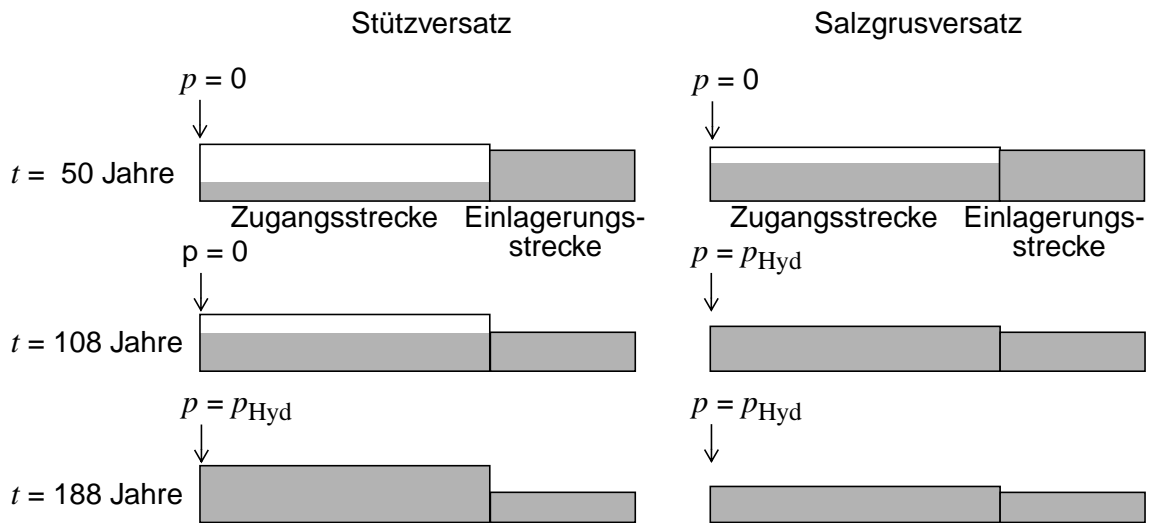 Stützversatz Salzgrusversatz
p = 0 p = 0
t = 50 Jahre
Zugangsstrecke Einlagerungs- Zugangsstrecke Einlagerungs-
strecke strecke
p = 0 p = pHyd
t = 108 Jahre
p = pHyd p = pHyd
t = 188 Jahre